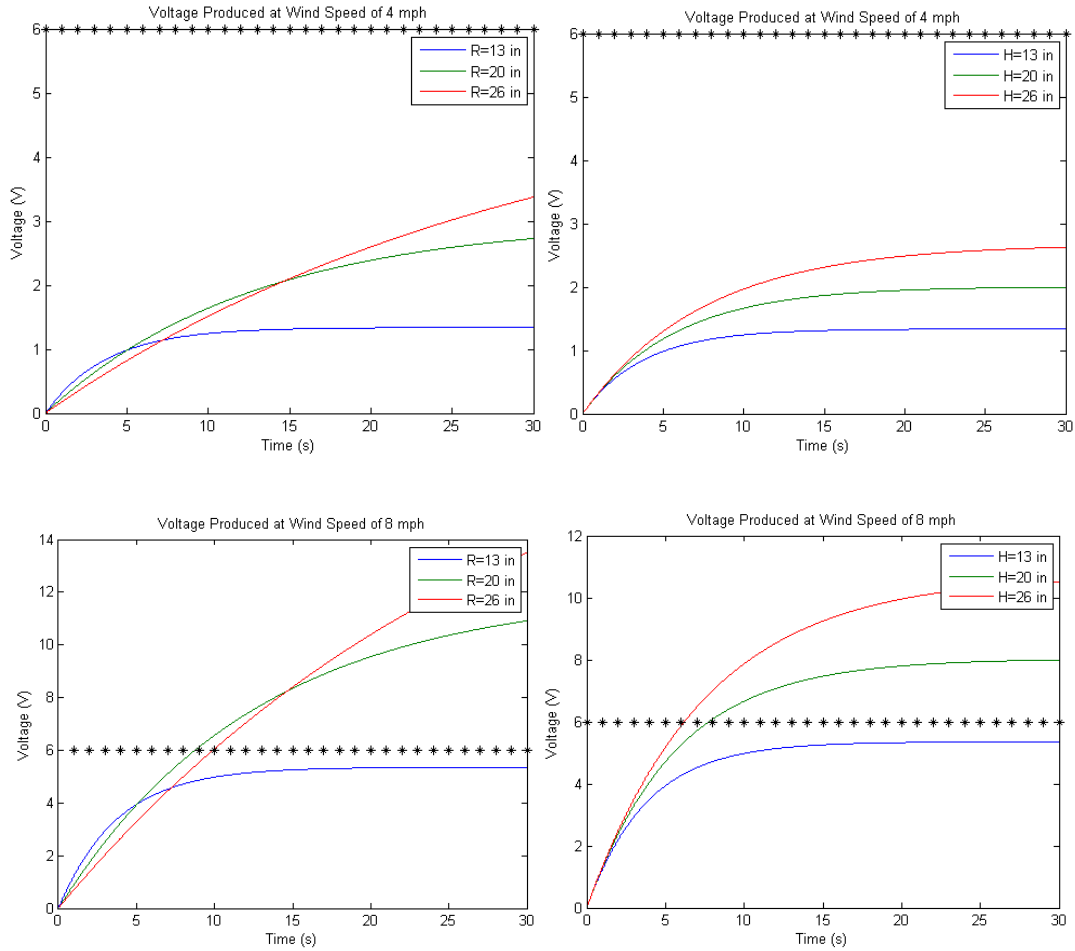 Voltage Produced at Wind Speed of 4 mph
6
5
4
3
2
1
0
Voltage (V)
R=13 in
R=20 in
R=26 in
0 5 10 15 20 25 30
Time (s)
Voltage Produced at Wind Speed of 4 mph
6
5
4
3
2
1
0
Voltage (V)
H=13 in
H=20 in
H=26 in
0 5 10 15 20 25 30
Time (s)
Voltage Produced at Wind Speed of 8 mph
14
12
10
8
6
4
2
0
Voltage (V)
R=13 in
R=20 in
R=26 in
0 5 10 15 20 25 30
Time (s)
Voltage Produced at Wind Speed of 8 mph
12
10
8
6
4
2
0
Voltage (V)
H=13 in
H=20 in
H=26 in
0 5 10 15 20 25 30
Time (s)